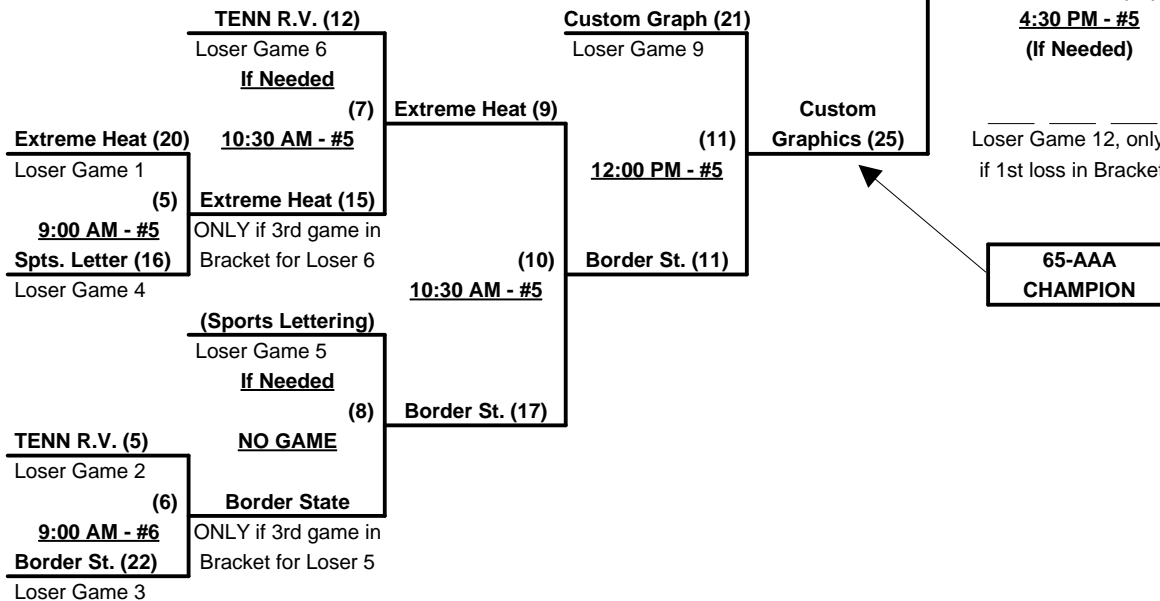 TENN R.V. (12)
Loser Game 6
If Needed
(7)
10:30 AM - #5
Extreme Heat (20)
Loser Game 1
(5)
9:00 AM - #5
Spts. Letter (16)
Loser Game 4
Extreme Heat (15)
ONLY if 3rd game in
Bracket for Loser 6
(Sports Lettering)
Loser Game 5
If Needed
(8)
NO GAME
TENN R.V. (5)
Loser Game 2
(6)
9:00 AM - #6
Border St. (22)
Loser Game 3
Border State
ONLY if 3rd game in
Bracket for Loser 5
Extreme Heat (9)
(10)
10:30 AM - #5
Border St. (17)
Custom Graph (21)
Loser Game 9
(11)
12:00 PM - #5
Border St. (11)
Custom
Graphics (25)
4:30 PM - #5
(If Needed)
Loser Game 12, only
if 1st loss in Bracket
65-AAA
CHAMPION